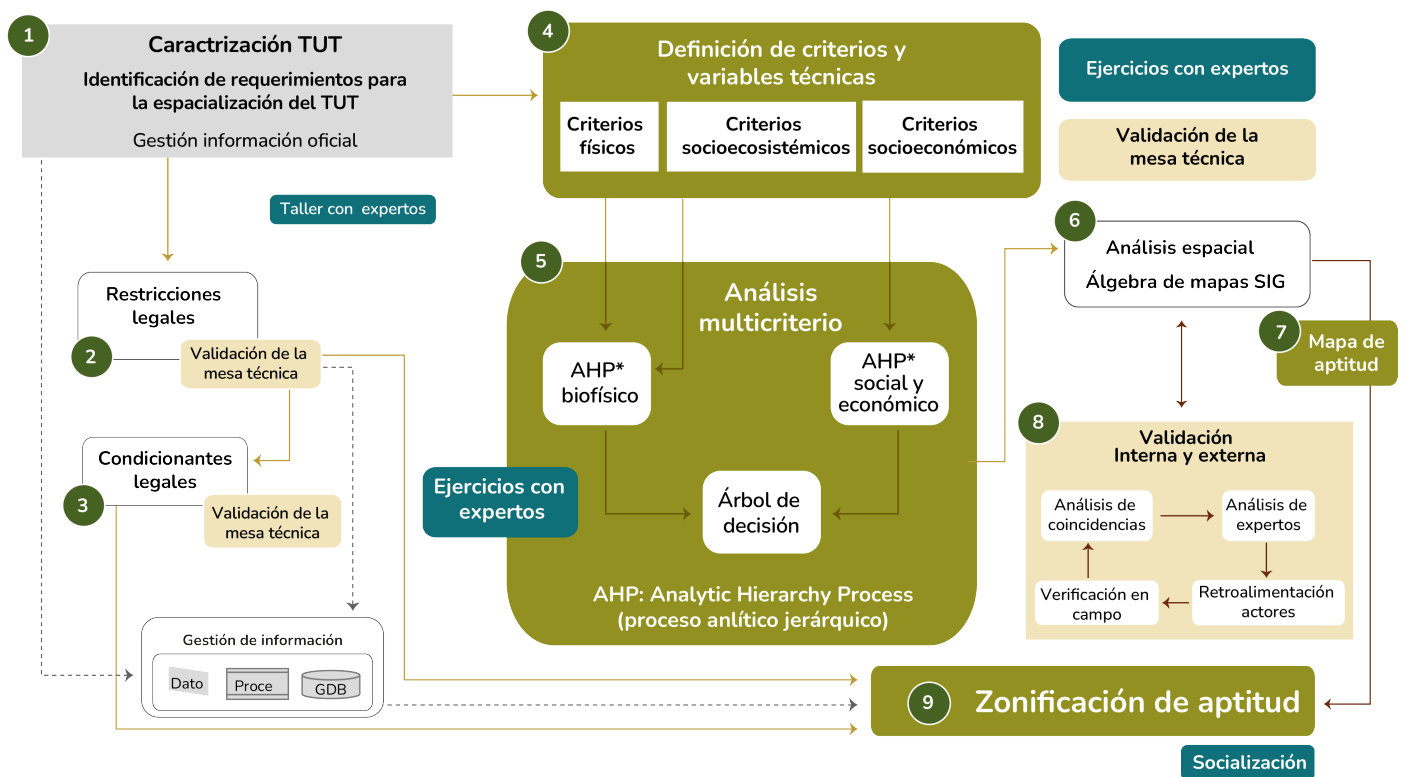 1
Caractrización TUT
Identificación de requerimientos para
la espacialización del TUT
Gestión información oficial
4
Definición de criterios y
variables técnicas
Criterios
físicos
Criterios
socioecosistémicos
Criterios
socioeconómicos
Ejercicios con expertos
Validación de la
mesa técnica
Taller con expertos
Restricciones
legales
2
Validación de la
mesa técnica
Condicionantes
legales
3
Validación de la
mesa técnica
Gestión de información
Dato
Proce
GDB
5
Análisis
multicriterio
AHP*
biofísico
AHP*
social y
económico
Ejercicios con
expertos
Árbol de
decisión
AHP: Analytic Hierarchy Process
(proceso anlítico jerárquico)
6
Análisis espacial
Álgebra de mapas SIG
7
Mapa de
aptitud
8
Validación
Interna y externa
Análisis de
coincidencias
Análisis de
expertos
Verificación en
campo
Retroalimentación
actores
9
Zonificación de aptitud
Socialización